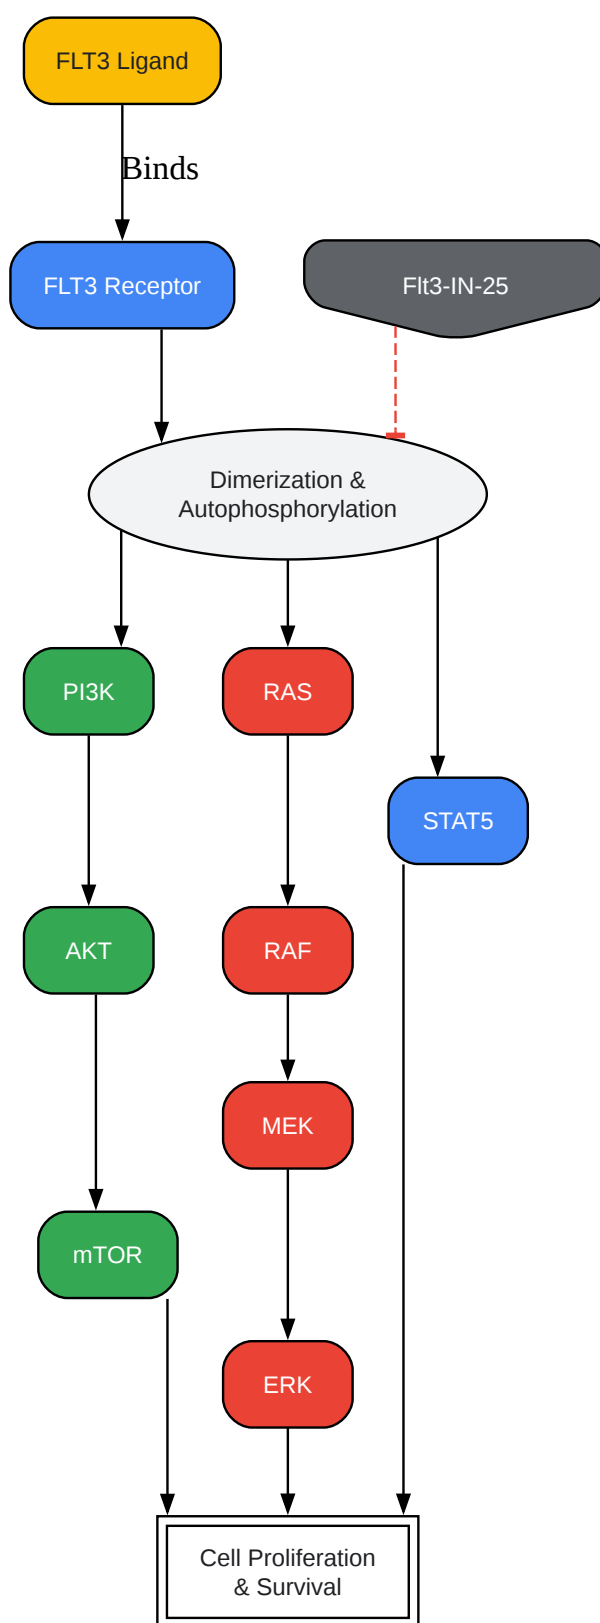 FLT3 Ligand
Binds
FLT3 Receptor
Flt3-IN-25
Dimerization &
Autophosphorylation
PI3K
RAS
STAT5
AKT
RAF
MEK
mTOR
ERK
Cell Proliferation
& Survival